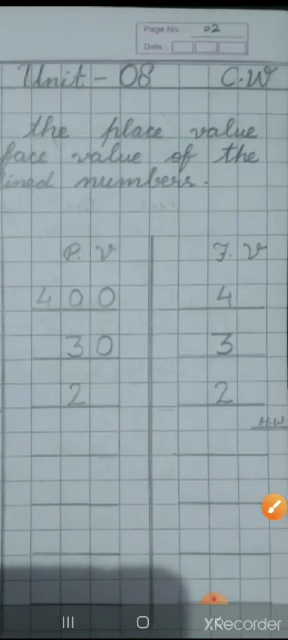 Page No. 02
Date
Unit - 08 C.W
the place value
face value of the
lined numbers.
P. V F. V
400 4
30 3
2 2
H.W
XRecorder